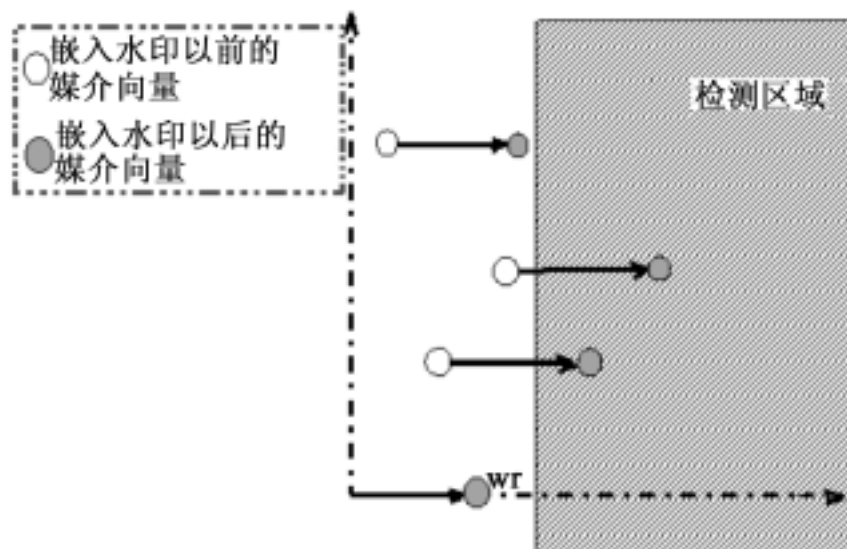 嵌入水印以前的
媒介向量
嵌入水印以后的
媒介向量
检测区域
wr